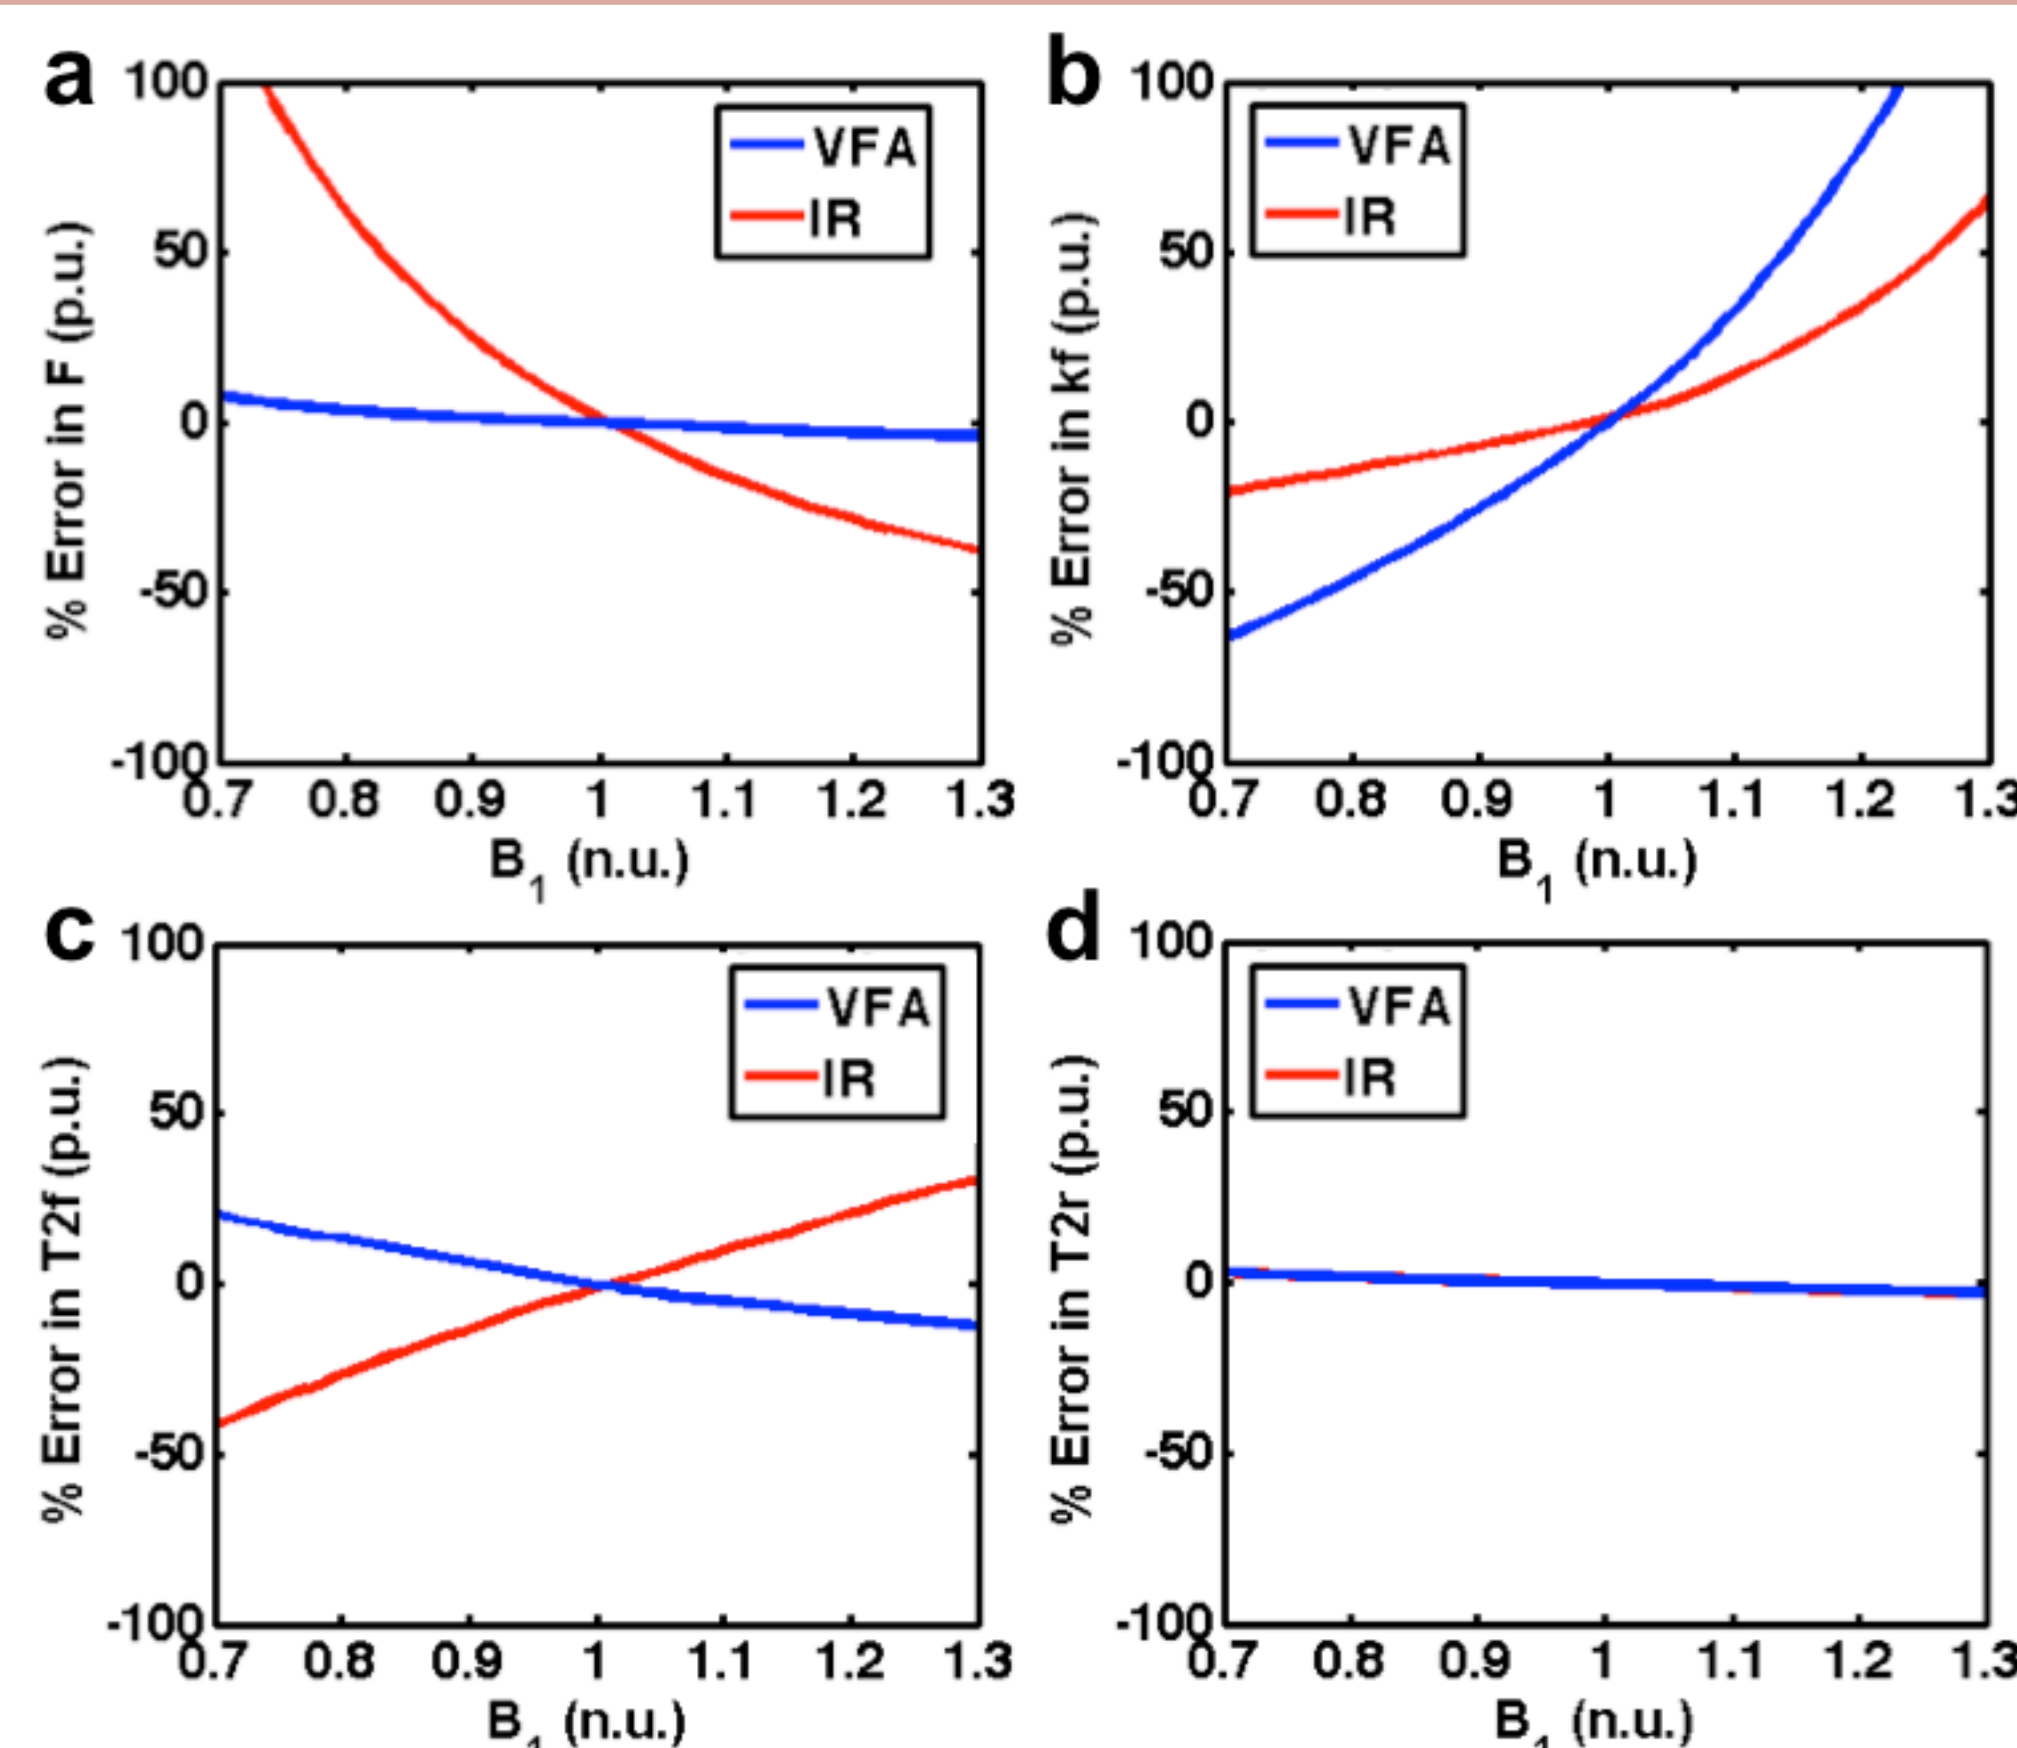 a
% Error in F (p.u.)
100
50
0
-50
-100
VFA
IR
0.7 0.8 0.9 1 1.1 1.2 1.3
B1 (n.u.)
b
% Error in kf (p.u.)
100
50
0
-50
-100
VFA
IR
0.7 0.8 0.9 1 1.1 1.2 1.3
B1 (n.u.)
c
% Error in T2f (p.u.)
100
50
0
-50
-100
VFA
IR
0.7 0.8 0.9 1 1.1 1.2 1.3
B1 (n.u.)
d
% Error in T2r (p.u.)
100
50
0
-50
-100
VFA
IR
0.7 0.8 0.9 1 1.1 1.2 1.3
B1 (n.u.)